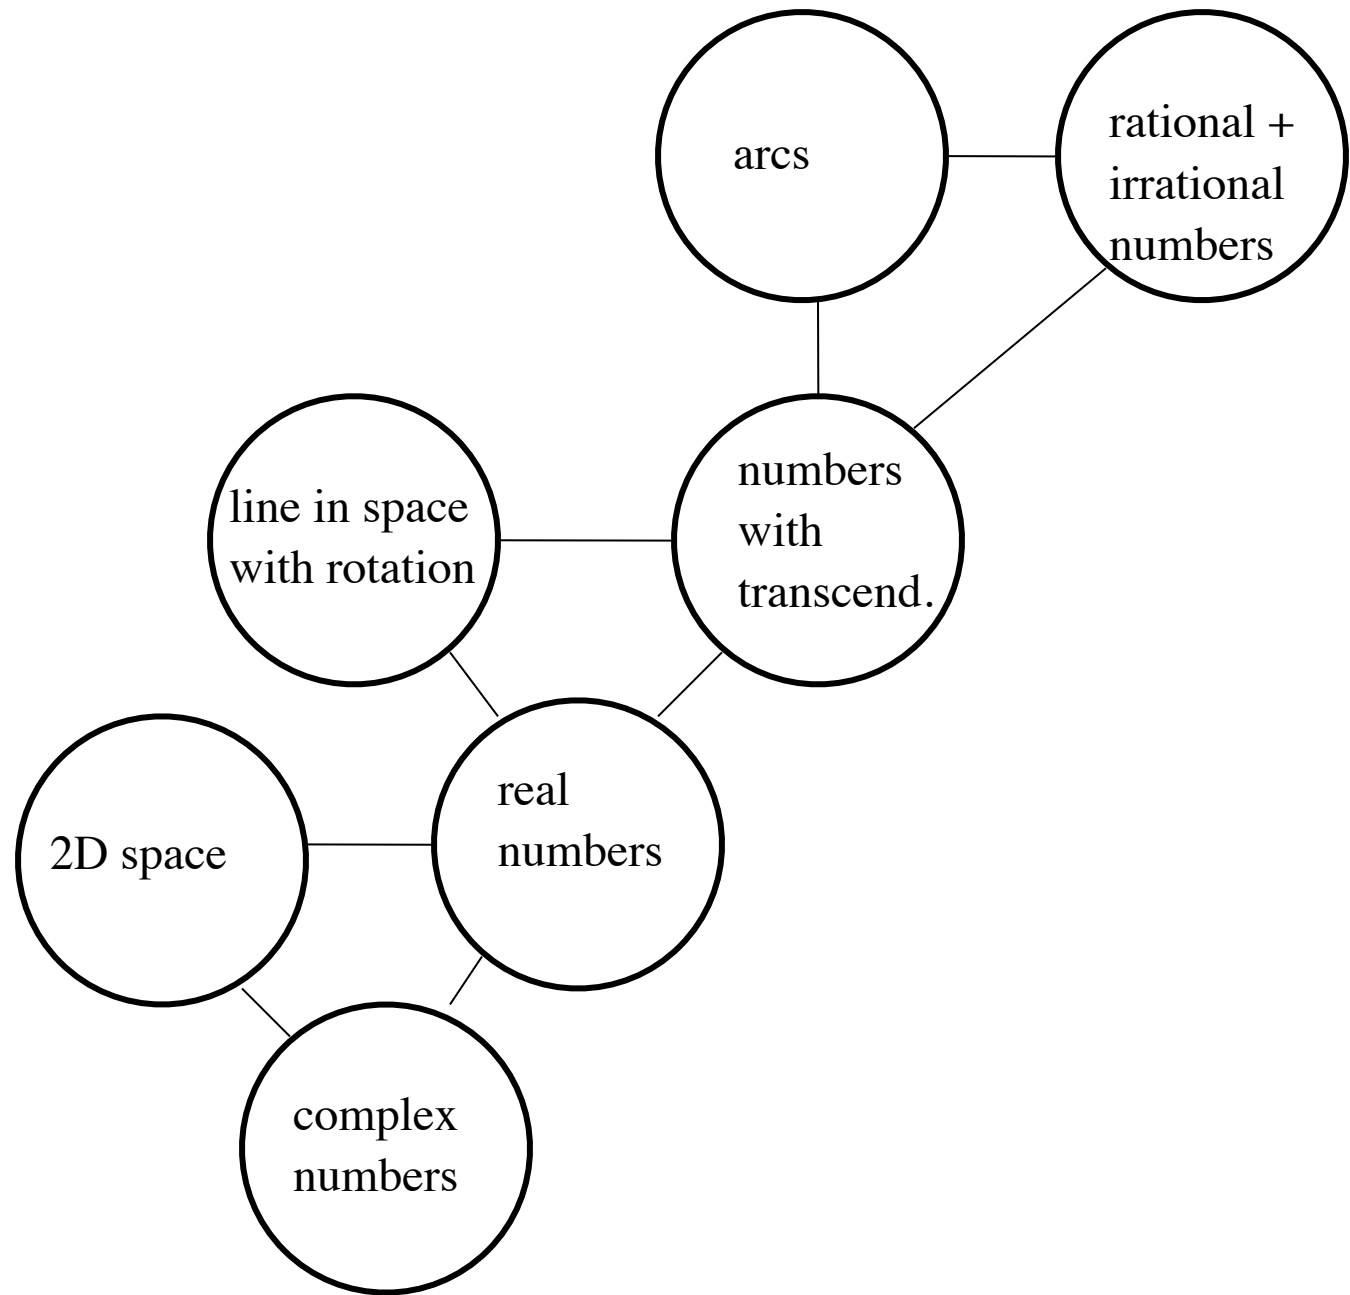 arcs
rational +
irrational
numbers
line in space
with rotation
numbers
with
transcend.
2D space
real
numbers
complex
numbers